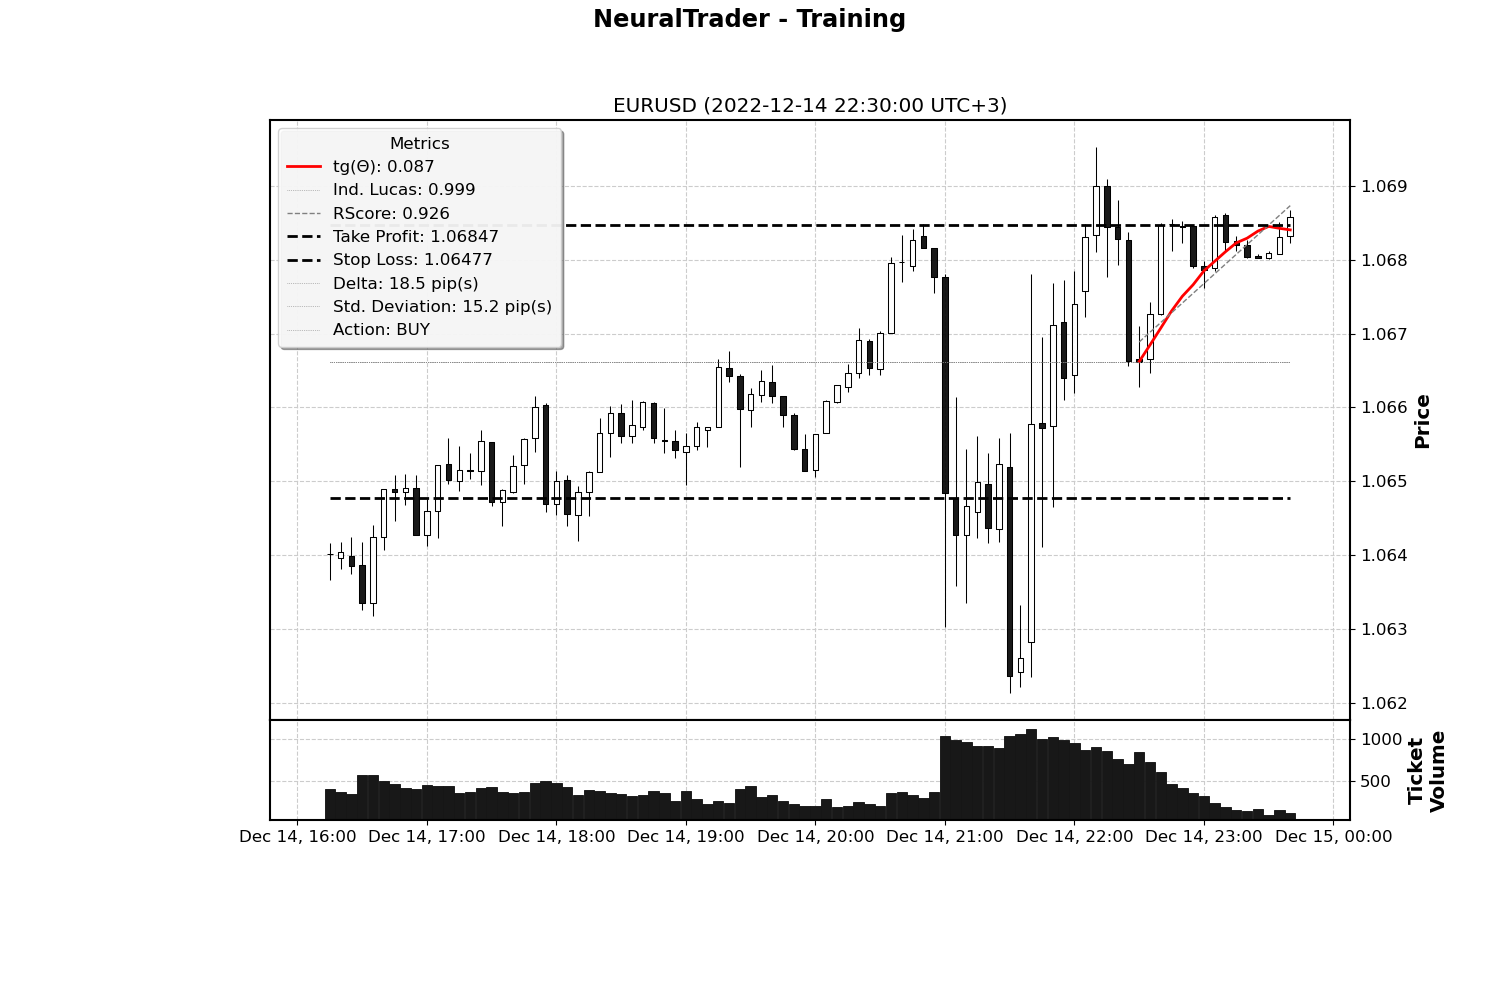 NeuralTrader - Training
EURUSD (2022-12-14 22:30:00 UTC+3)
Metrics
tg(Θ): 0.087
Ind. Lucas: 0.999
RScore: 0.926
Take Profit: 1.06847
Stop Loss: 1.06477
Delta: 18.5 pip(s)
Std. Deviation: 15.2 pip(s)
Action: BUY
1.069
1.068
1.067
1.066
1.065
1.064
1.063
1.062
Price
1000
500
Ticket
Volume
Dec 14, 16:00 Dec 14, 17:00 Dec 14, 18:00 Dec 14, 19:00 Dec 14, 20:00 Dec 14, 21:00 Dec 14, 22:00 Dec 14, 23:00 Dec 15, 00:00